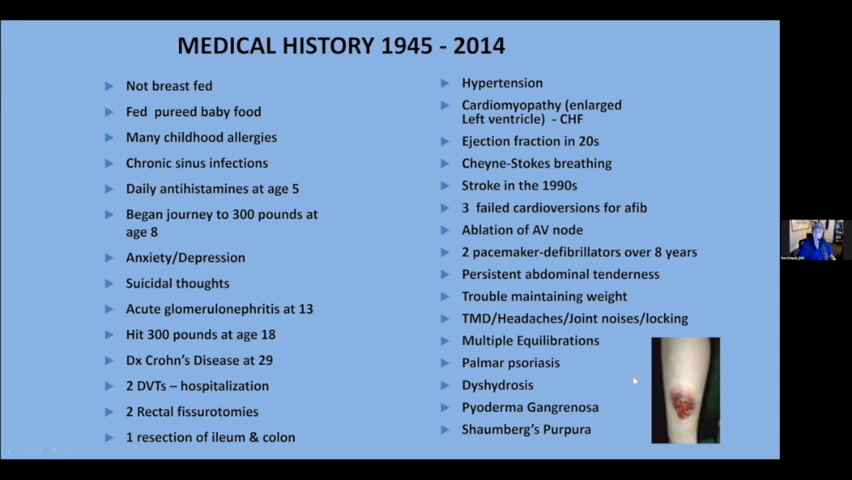 MEDICAL HISTORY 1945 - 2014
Not breast fed
Fed pureed baby food
Many childhood allergies
Chronic sinus infections
Daily antihistamines at age 5
Began journey to 300 pounds at
age 8
Anxiety/Depression
Suicidal thoughts
Acute glomerulonephritis at 13
Hit 300 pounds at age 18
Dx Crohn's Disease at 29
2 DVTs – hospitalization
2 Rectal fissurotomies
1 resection of ileum & colon
Hypertension
Cardiomyopathy (enlarged
Left ventricle) - CHF
Ejection fraction in 20s
Cheyne-Stokes breathing
Stroke in the 1990s
3 failed cardioversions for afib
Ablation of AV node
2 pacemaker-defibrillators over 8 years
Persistent abdominal tenderness
Trouble maintaining weight
TMD/Headaches/Joint noises/locking
Multiple Equilibrations
Palmar psoriasis
Dyshydrosis
Pyoderma Gangrenosa
Shaumberg's Purpura